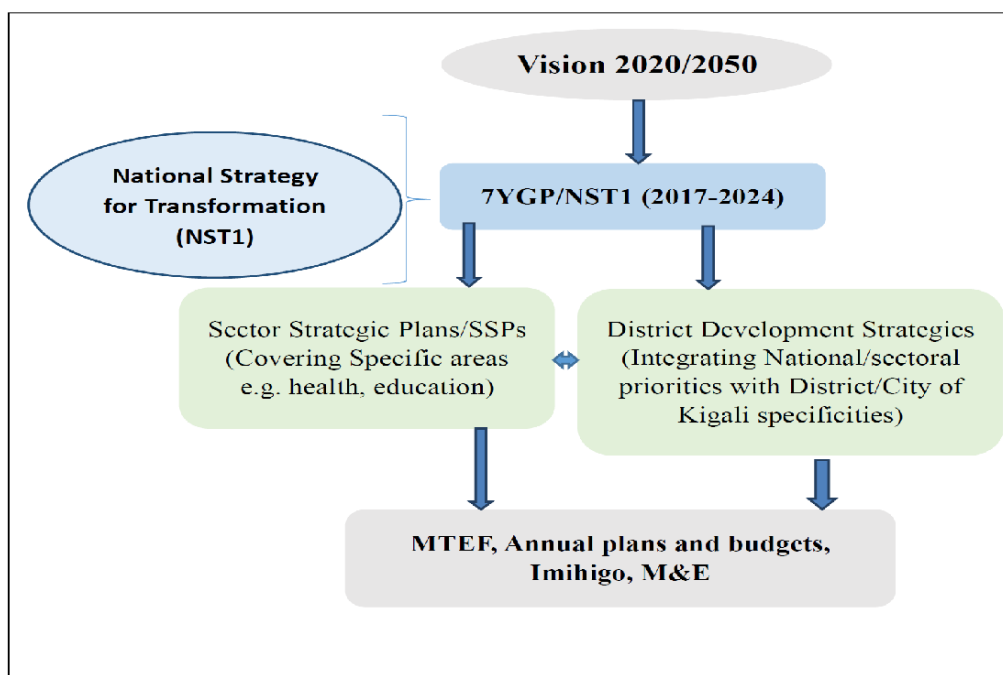 Vision 2020/2050
National Strategy
for Transformation
(NST1)
7YGP/NST1 (2017-2024)
Sector Strategic Plans/SSPs
(Covering Specific areas
e.g. health, education)
District Development Strategies
(Integrating National/sectoral
priorities with District/City of
Kigali specificities)
MTEF, Annual plans and budgets,
Imihigo, M&E